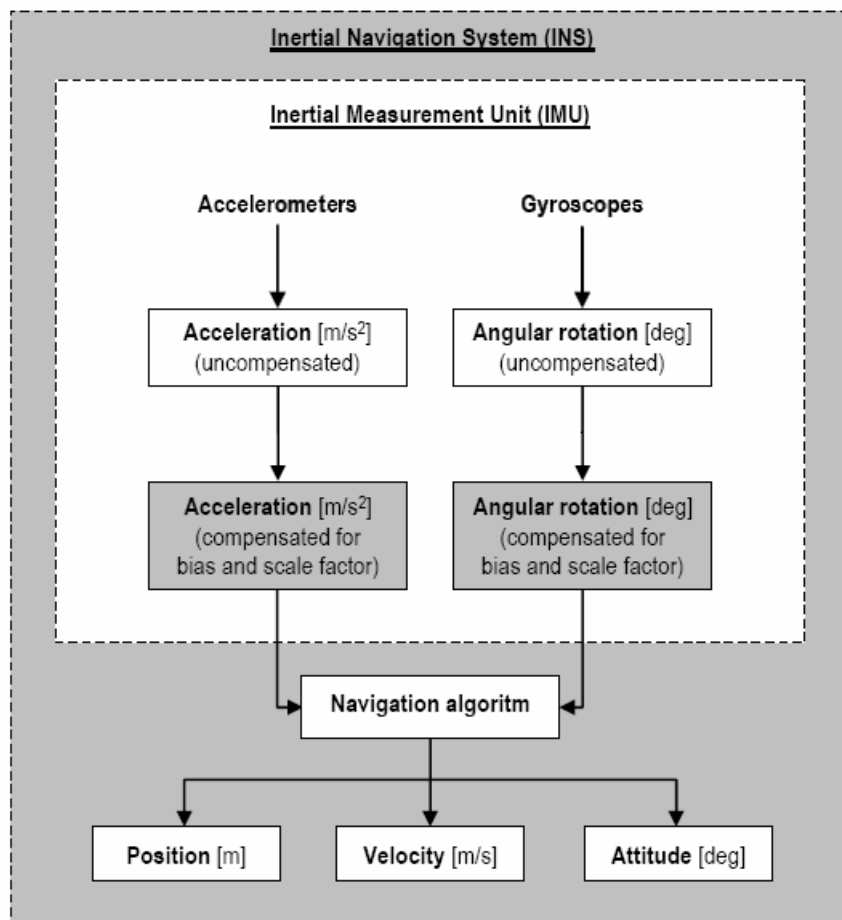 Inertial Navigation System (INS)
Inertial Measurement Unit (IMU)
Accelerometers
Gyroscopes
Acceleration [m/s²]
(uncompensated)
Angular rotation [deg]
(uncompensated)
Acceleration [m/s²]
(compensated for
bias and scale factor)
Angular rotation [deg]
(compensated for
bias and scale factor)
Navigation algoritm
Position [m]
Velocity [m/s]
Attitude [deg]